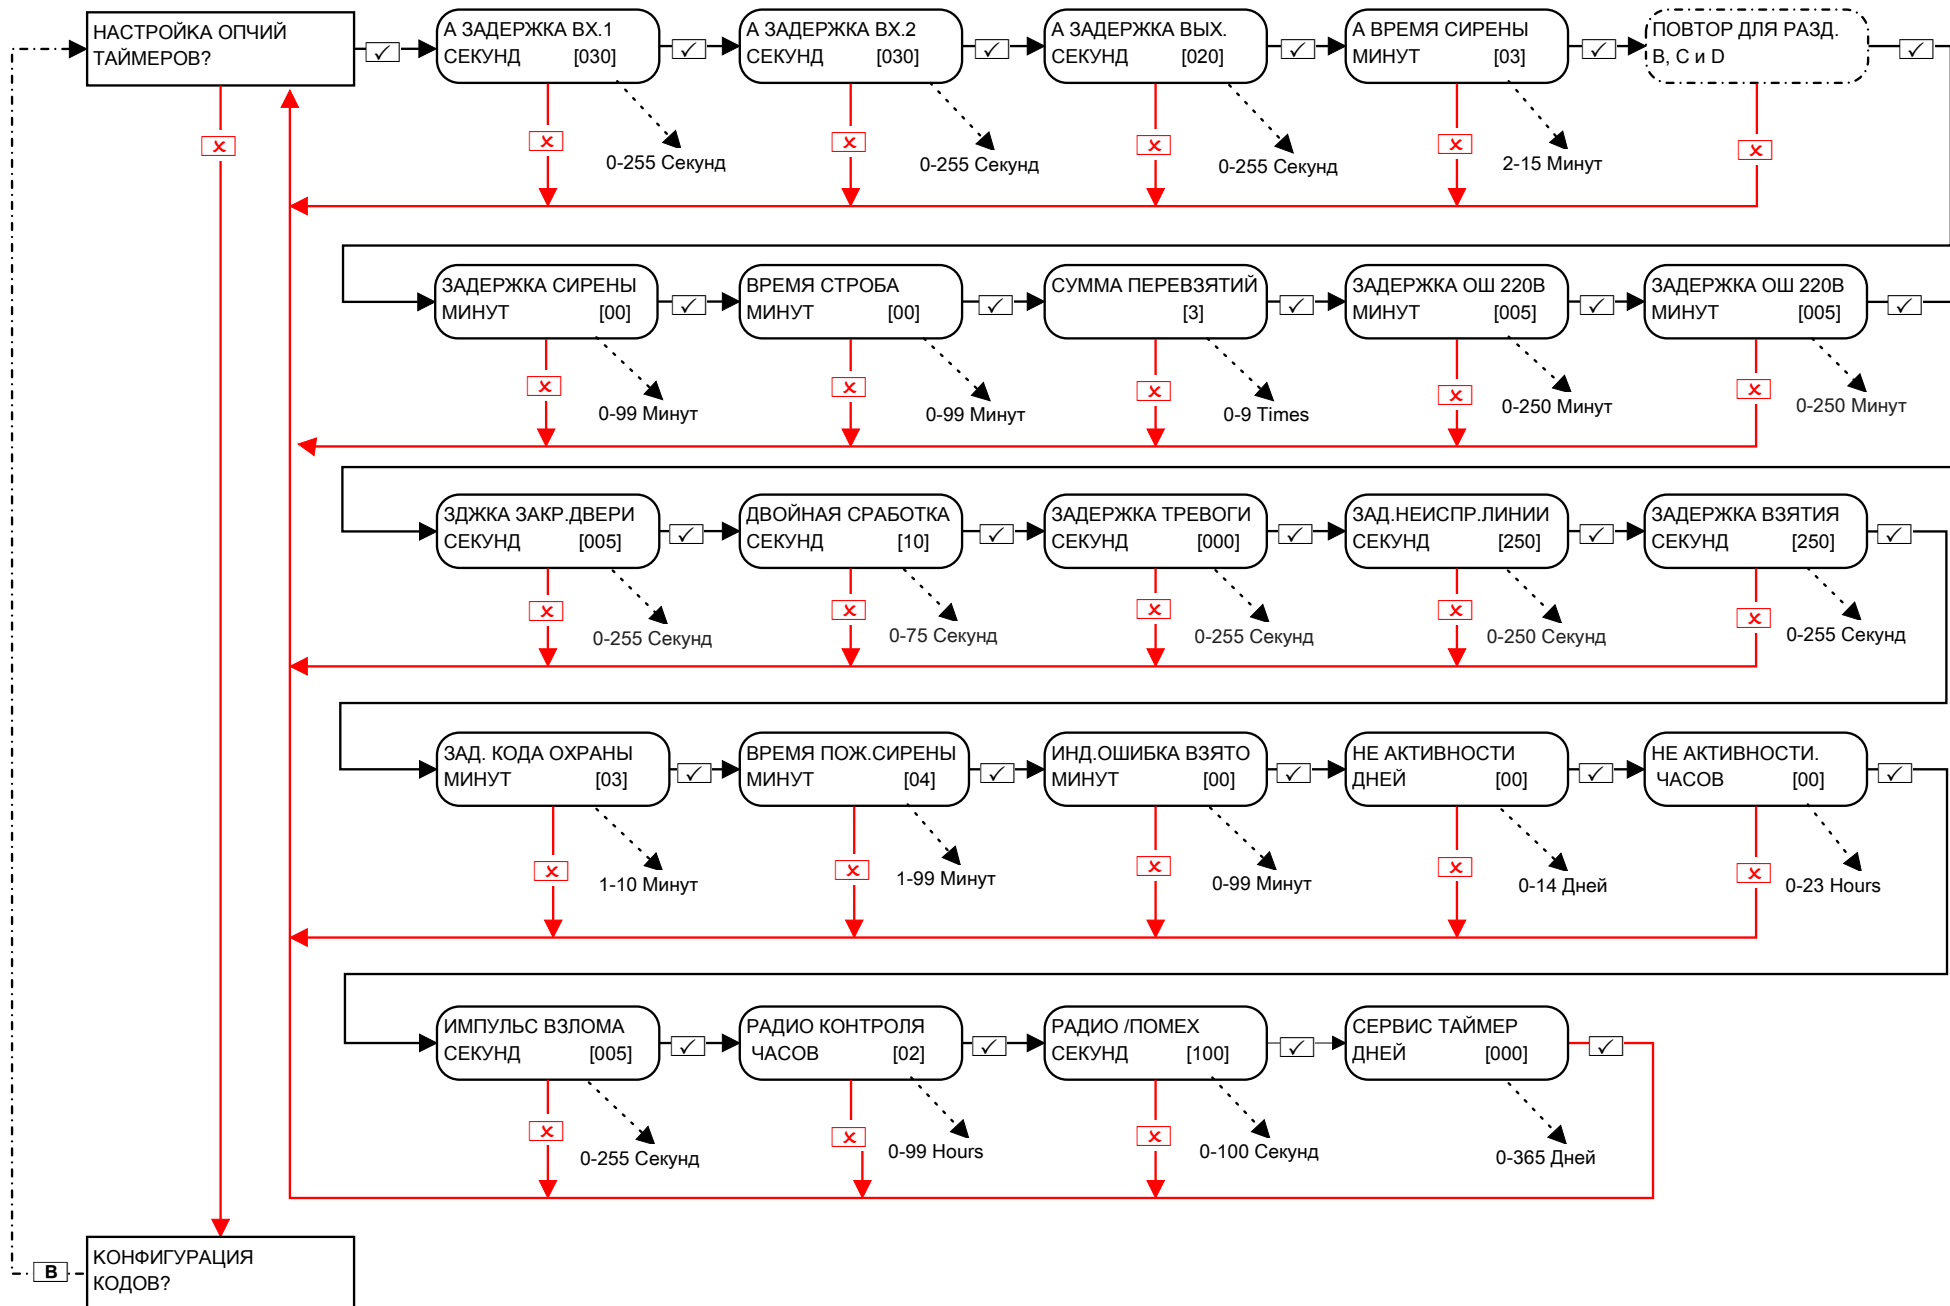 НАСТРОЙКА ОПЧИЙ
ТАЙМЕРОВ?
А ЗАДЕРЖКА ВХ.1
СЕКУНД [030]
0-255 Секунд
А ЗАДЕРЖКА ВХ.2
СЕКУНД [030]
0-255 Секунд
А ЗАДЕРЖКА ВЫХ.
СЕКУНД [020]
0-255 Секунд
А ВРЕМЯ СИРЕНЫ
МИНУТ [03]
2-15 Минут
ПОВТОР ДЛЯ РАЗД.
В, С и D
ЗАДЕРЖКА СИРЕНЫ
МИНУТ [00]
0-99 Минут
ВРЕМЯ СТРОБА
МИНУТ [00]
0-99 Минут
СУММА ПЕРЕВЗЯТИЙ
[3]
0-9 Times
ЗАДЕРЖКА ОШ 220В
МИНУТ [005]
0-250 Минут
ЗАДЕРЖКА ОШ 220В
МИНУТ [005]
0-250 Минут
ЗДЖКА ЗАКР.ДВЕРИ
СЕКУНД [005]
0-255 Секунд
ДВОЙНАЯ СРАБОТКА
СЕКУНД [10]
0-75 Секунд
ЗАДЕРЖКА ТРЕВОГИ
СЕКУНД [000]
0-255 Секунд
ЗАД.НЕИСПР.ЛИНИИ
СЕКУНД [250]
0-250 Секунд
ЗАДЕРЖКА ВЗЯТИЯ
СЕКУНД [250]
0-255 Секунд
ЗАД. КОДА ОХРАНЫ
МИНУТ [03]
1-10 Минут
ВРЕМЯ ПОЖ.СИРЕНЫ
МИНУТ [04]
1-99 Минут
ИНД.ОШИБКА ВЗЯТО
МИНУТ [00]
0-99 Минут
НЕ АКТИВНОСТИ
ДНЕЙ [00]
0-14 Дней
НЕ АКТИВНОСТИ.
ЧАСОВ [00]
0-23 Hours
ИМПУЛЬС ВЗЛОМА
СЕКУНД [005]
0-255 Секунд
РАДИО КОНТРОЛЯ
ЧАСОВ [02]
0-99 Hours
РАДИО /ПОМЕХ
СЕКУНД [100]
0-100 Секунд
СЕРВИС ТАЙМЕР
ДНЕЙ [000]
0-365 Дней
В
КОНФИГУРАЦИЯ
КОДОВ?